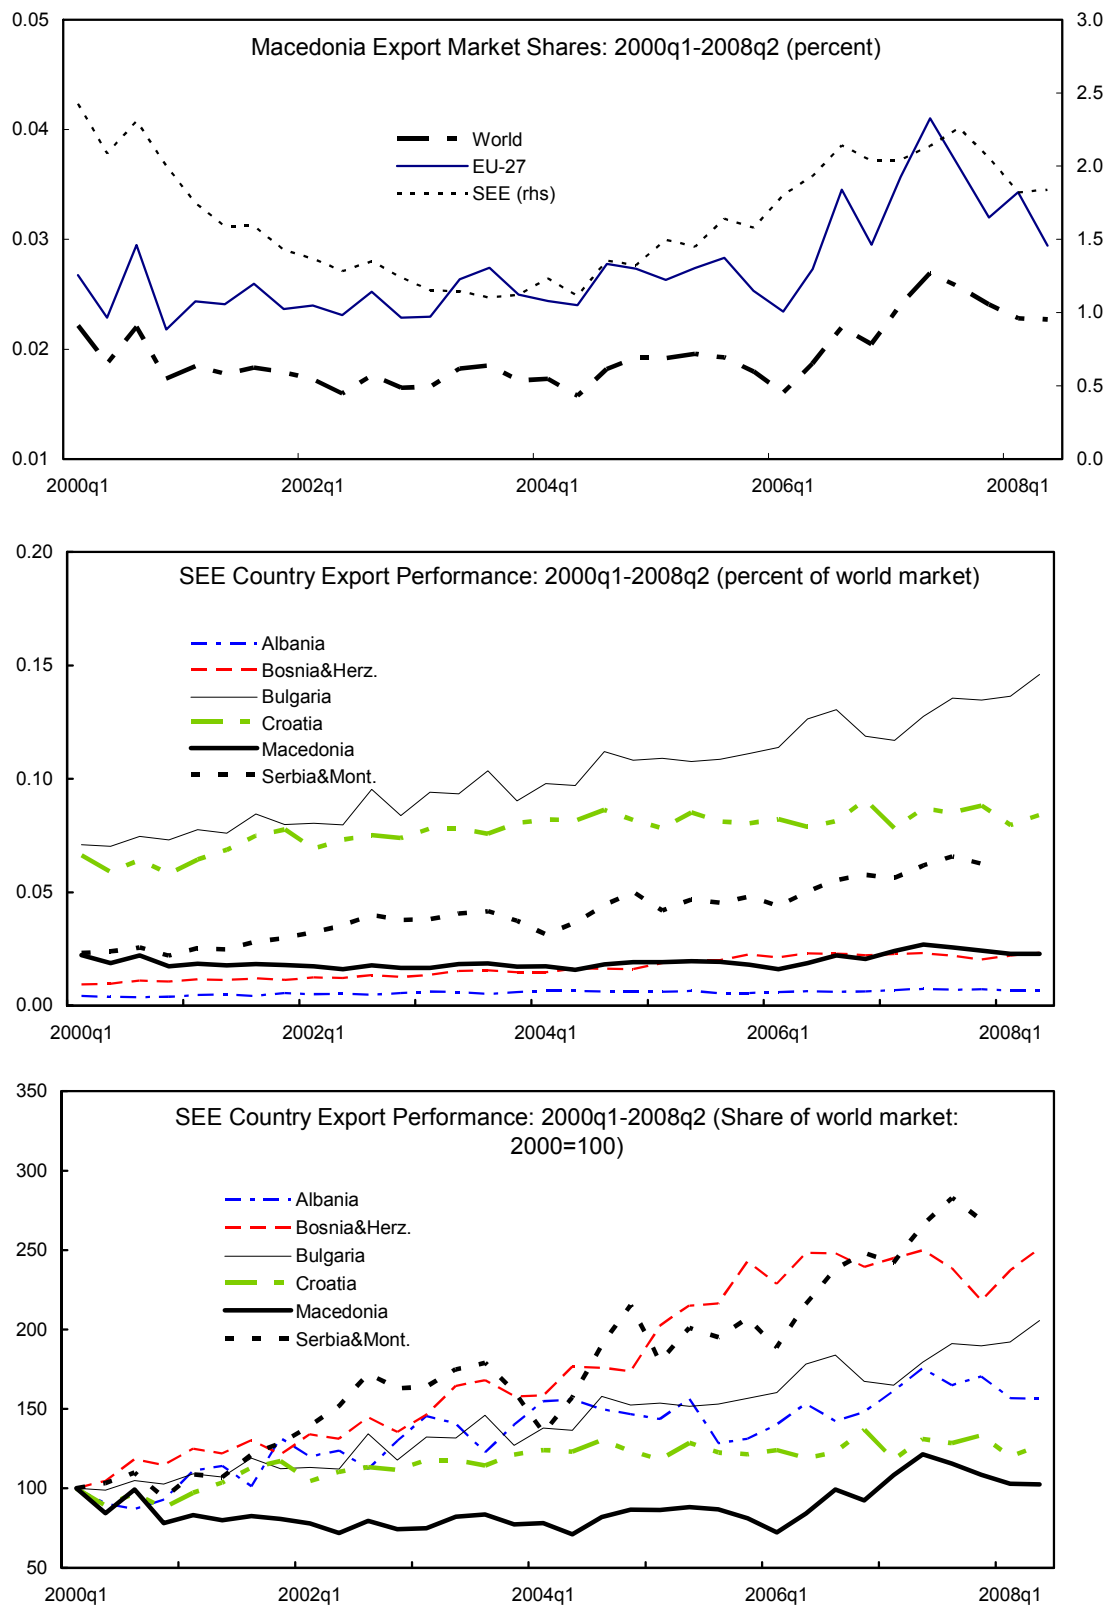 Macedonia Export Market Shares: 2000q1-2008q2 (percent)
0.05
0.04
0.03
0.02
0.01
3.0
2.5
2.0
1.5
1.0
0.5
0.0
World
EU-27
SEE (rhs)
2000q1 2002q1 2004q1 2006q1 2008q1
SEE Country Export Performance: 2000q1-2008q2 (percent of world market)
0.20
0.15
0.10
0.05
0.00
Albania
Bosnia&Herz.
Bulgaria
Croatia
Macedonia
Serbia&Mont.
2000q1 2002q1 2004q1 2006q1 2008q1
SEE Country Export Performance: 2000q1-2008q2 (Share of world market:
2000=100)
350
300
250
200
150
100
50
Albania
Bosnia&Herz.
Bulgaria
Croatia
Macedonia
Serbia&Mont.
2000q1 2002q1 2004q1 2006q1 2008q1